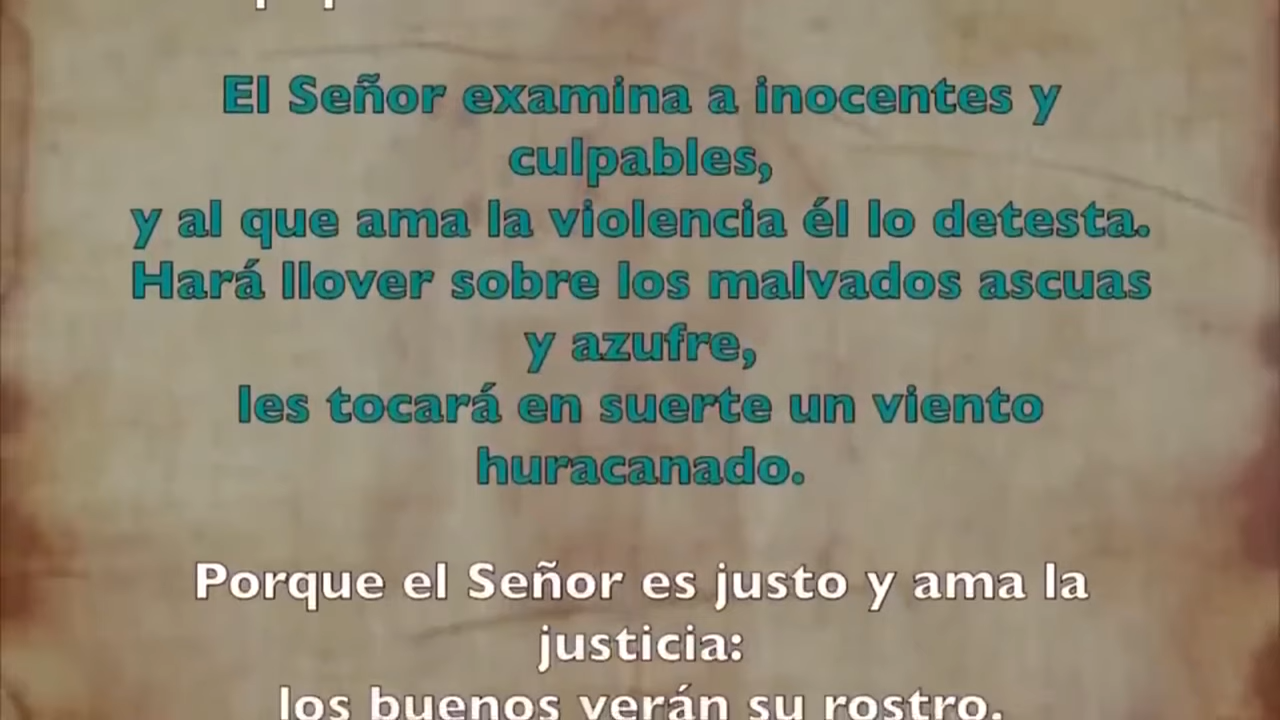 El Señor examina a inocentes y
culpables,
y al que ama la violencia él lo detesta.
Hará llover sobre los malvados ascuas
y azufre,
les tocará en suerte un viento
huracanado.
Porque el Señor es justo y ama la
justicia:
los buenos verán su rostro.